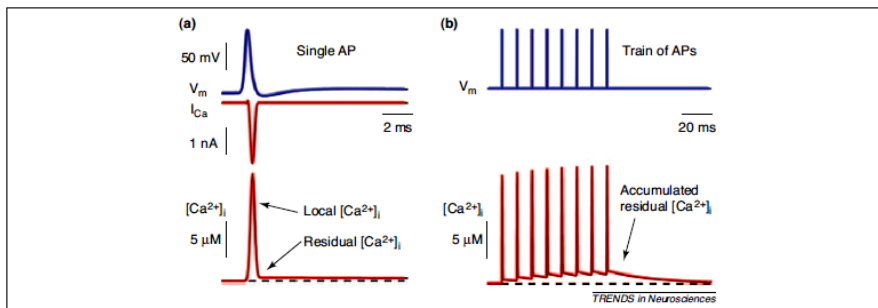 (a)
Single AP
50 mV
Vm
ICa
2 ms
1 nA
[Ca2+]i
Local [Ca2+]i
5 μM
Residual [Ca2+]i
(b)
Train of APs
Vm
20 ms
[Ca2+]i
Accumulated
residual [Ca2+]i
5 μM
TRENDS in Neurosciences